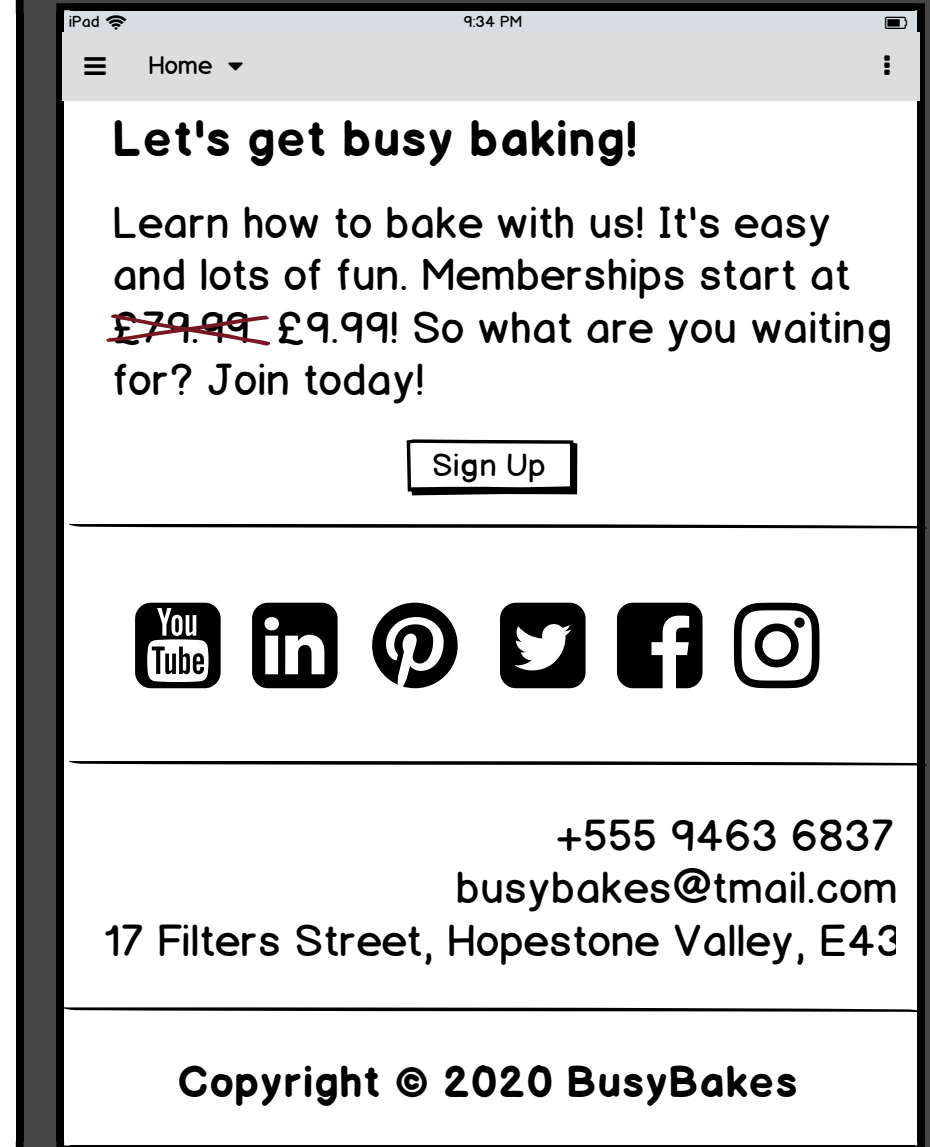 iPad 9:34 PM
Home
Let's get busy baking!
Learn how to bake with us! It's easy
and lots of fun. Memberships start at
£79.99 £9.99! So what are you waiting
for? Join today!
Sign Up
You
Tube
in
+555 9463 6837
busybakes@tmail.com
17 Filters Street, Hopestone Valley, E43
Copyright © 2020 BusyBakes